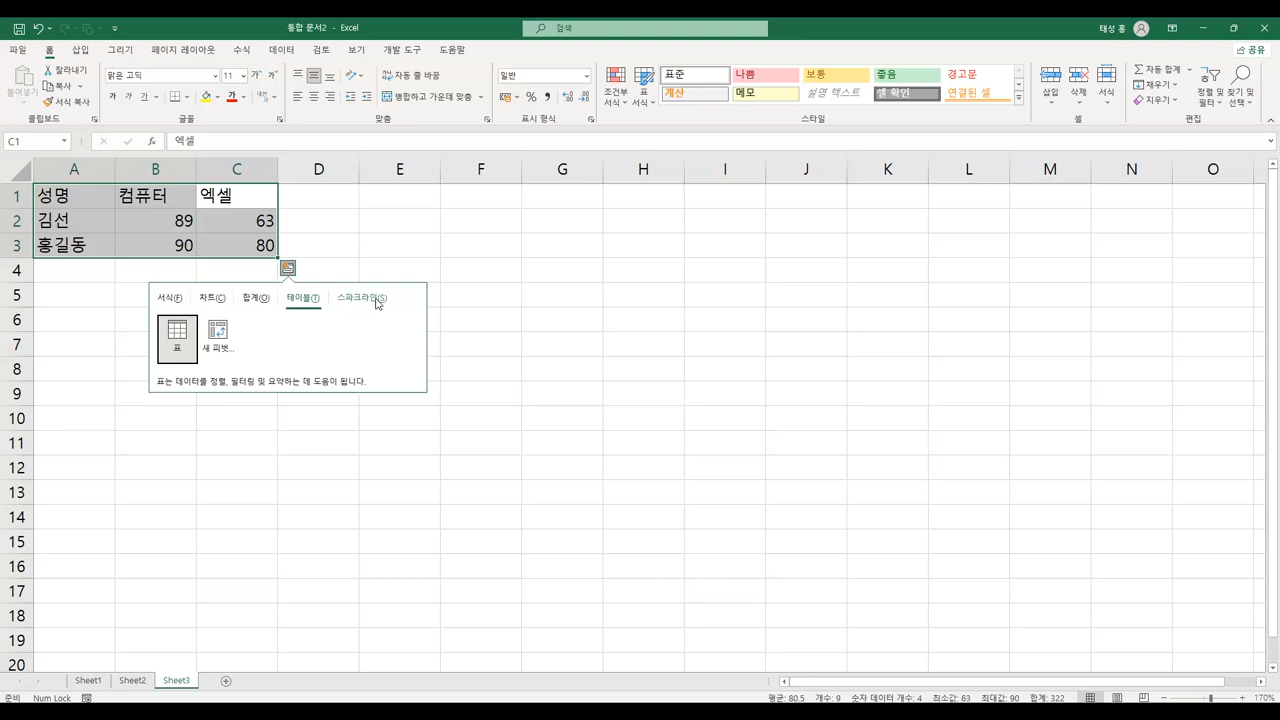 통합 문서2 - Excel
검색
태성 홍
파일 홈 삽입 그리기 페이지 레이아웃 수식 데이터 검토 보기 개발 도구 도움말
공유
붙여넣기
잘라내기
복사
서식 복사
클립보드
맑은 고딕 11
가 가 가
글꼴
자동 줄 바꿈
병합하고 가운데 맞춤
맞춤
일반
표시 형식
조건부 서식
표 서식
표준 나쁨 보통 좋음 경고문
계산 메모 설명 텍스트 셀 확인 연결된 셀
스타일
삽입 삭제 서식
셀
자동 합계
채우기
지우기
정렬 및 필터
찾기 및 선택
편집
C1
fx
엑셀
A B C D E F G H I J K L M N O
1 성명 컴퓨터 엑셀
2 김선 89 63
3 홍길동 90 80
4
5
6
7
8
9
10
11
12
13
14
15
16
17
18
19
20
서식(F) 차트(C) 합계(O) 테이블(T) 스파크라인(S)
표 새 피벗...
표는 데이터를 정렬, 필터링 및 요약하는 데 도움이 됩니다.
Sheet1 Sheet2 Sheet3
준비 Num Lock
평균: 80.5 개수: 9 숫자 데이터 개수: 4 최소값: 63 최대값: 90 합계: 322
170%